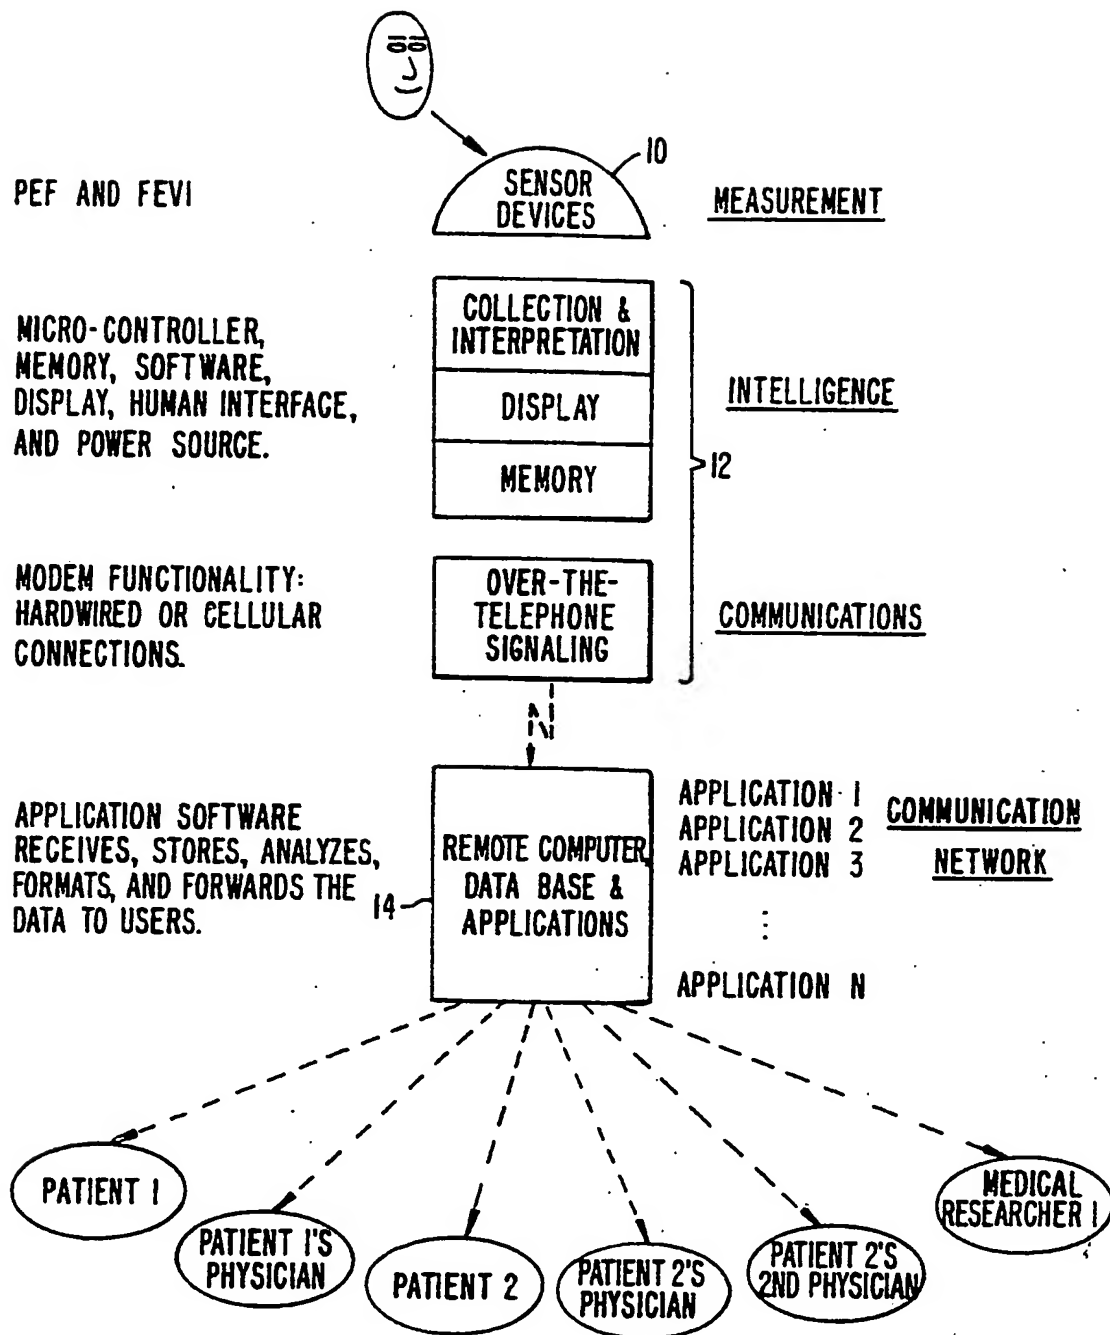 10
SENSOR
DEVICES
PEF AND FEVI
MEASUREMENT
COLLECTION &
INTERPRETATION
DISPLAY
MEMORY
MICRO-CONTROLLER,
MEMORY, SOFTWARE,
DISPLAY, HUMAN INTERFACE,
AND POWER SOURCE.
INTELLIGENCE
12
MODEM FUNCTIONALITY:
HARDWIRED OR CELLULAR
CONNECTIONS.
OVER-THE-
TELEPHONE
SIGNALING
COMMUNICATIONS
APPLICATION SOFTWARE
RECEIVES, STORES, ANALYZES,
FORMATS, AND FORWARDS THE
DATA TO USERS.
14
REMOTE COMPUTER,
DATA BASE &
APPLICATIONS
APPLICATION 1
APPLICATION 2
APPLICATION 3
⋮
APPLICATION N
COMMUNICATION
NETWORK
PATIENT 1
PATIENT 1'S
PHYSICIAN
PATIENT 2
PATIENT 2'S
PHYSICIAN
PATIENT 2'S
2ND PHYSICIAN
MEDICAL
RESEARCHER 1